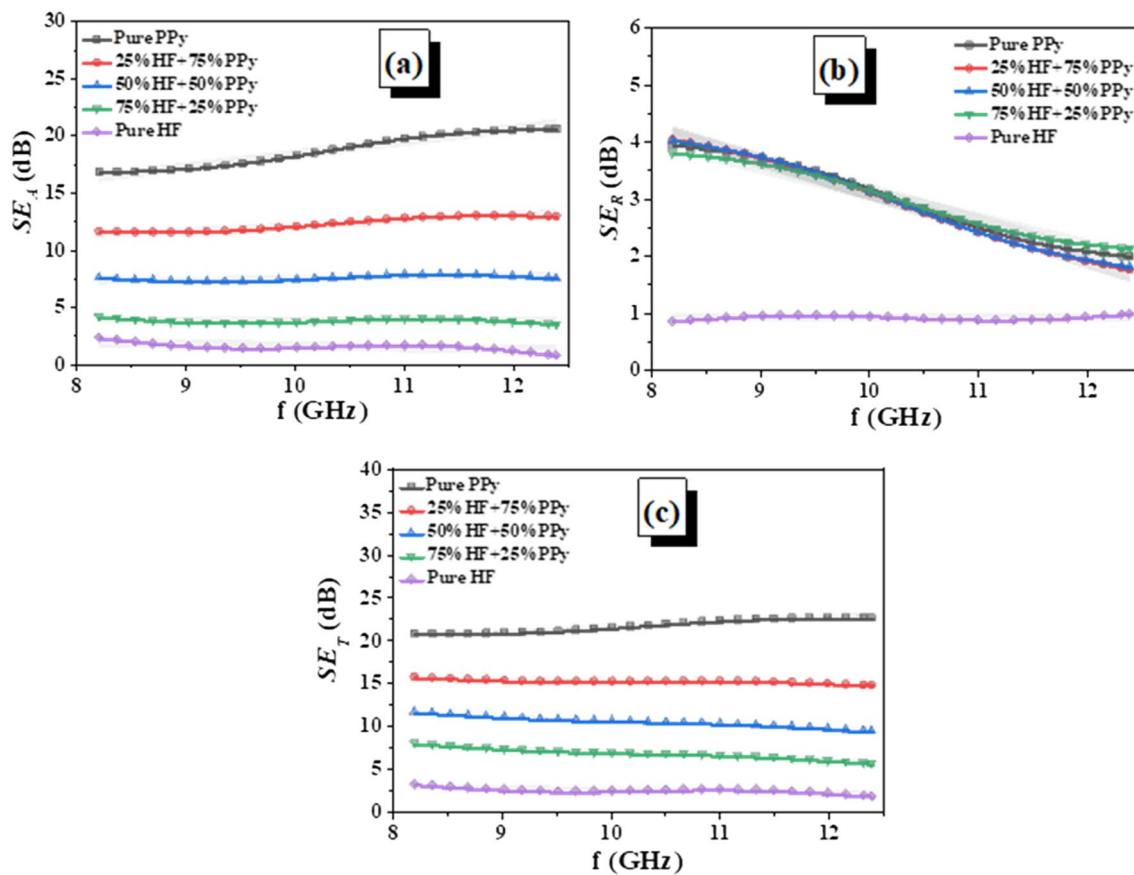 30
25
20
15
10
5
0
SE_A (dB)
Pure PPy
25%HF+75%PPy
50%HF+50%PPy
75%HF+25%PPy
Pure HF
(a)
8
9
10
11
12
f (GHz)
6
5
4
3
2
1
0
SE_R (dB)
(b)
Pure PPy
25%HF+75%PPy
50%HF+50%PPy
75%HF+25%PPy
Pure HF
8
9
10
11
12
f (GHz)
40
35
30
25
20
15
10
5
0
SE_T (dB)
Pure PPy
25%HF+75%PPy
50%HF+50%PPy
75%HF+25%PPy
Pure HF
(c)
8
9
10
11
12
f (GHz)